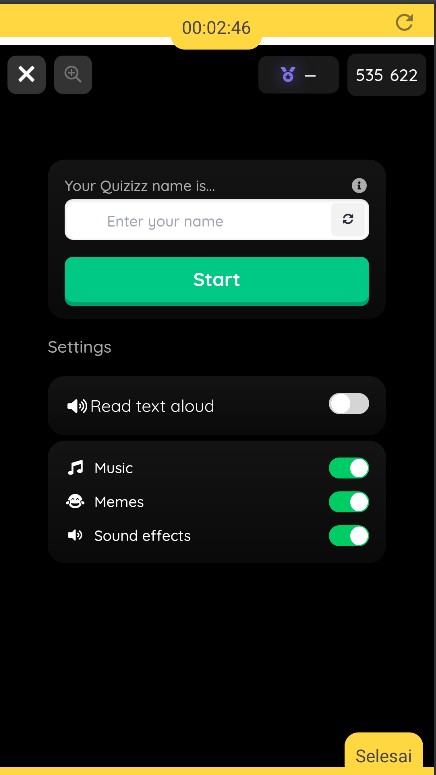 00:02:46
–
535 622
Your Quizizz name is...
Enter your name
Start
Settings
Read text aloud
Music
Memes
Sound effects
Selesai